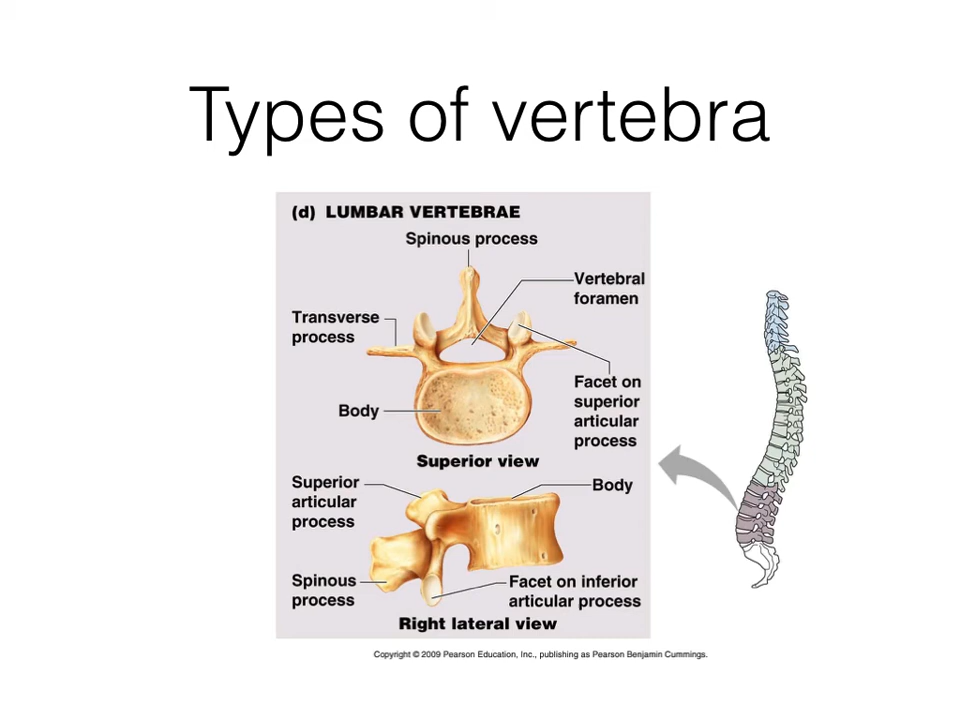 Types of vertebra
(d) LUMBAR VERTEBRAE
Spinous process
Vertebral
foramen
Transverse
process
Facet on
superior
articular
process
Body
Superior view
Superior
articular
process
Body
Spinous
process
Facet on inferior
articular process
Right lateral view
Copyright © 2009 Pearson Education, Inc., publishing as Pearson Benjamin Cummings.